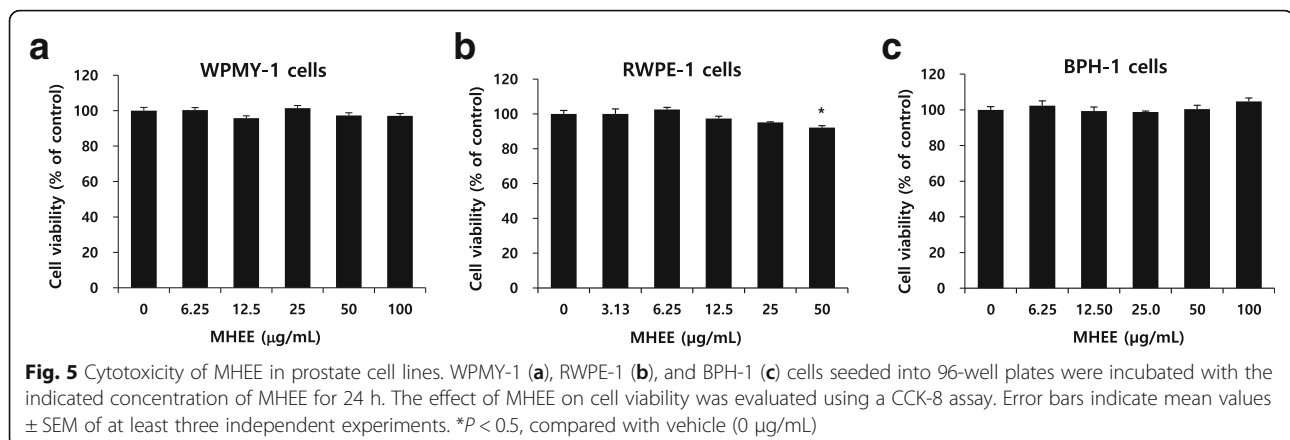 a
WPMY-1 cells
Cell viability (% of control)
120
100
80
60
40
20
0
0 6.25 12.5 25 50 100
MHEE (µg/mL)
b
RWPE-1 cells
Cell viability (% of control)
120
100
80
60
40
20
0
*
0 3.13 6.25 12.5 25 50
MHEE (µg/mL)
c
BPH-1 cells
Cell viability (% of control)
120
100
80
60
40
20
0
0 6.25 12.50 25.0 50 100
MHEE (µg/mL)
Fig. 5 Cytotoxicity of MHEE in prostate cell lines. WPMY-1 (a), RWPE-1 (b), and BPH-1 (c) cells seeded into 96-well plates were incubated with the
indicated concentration of MHEE for 24 h. The effect of MHEE on cell viability was evaluated using a CCK-8 assay. Error bars indicate mean values
± SEM of at least three independent experiments. *P < 0.5, compared with vehicle (0 µg/mL)